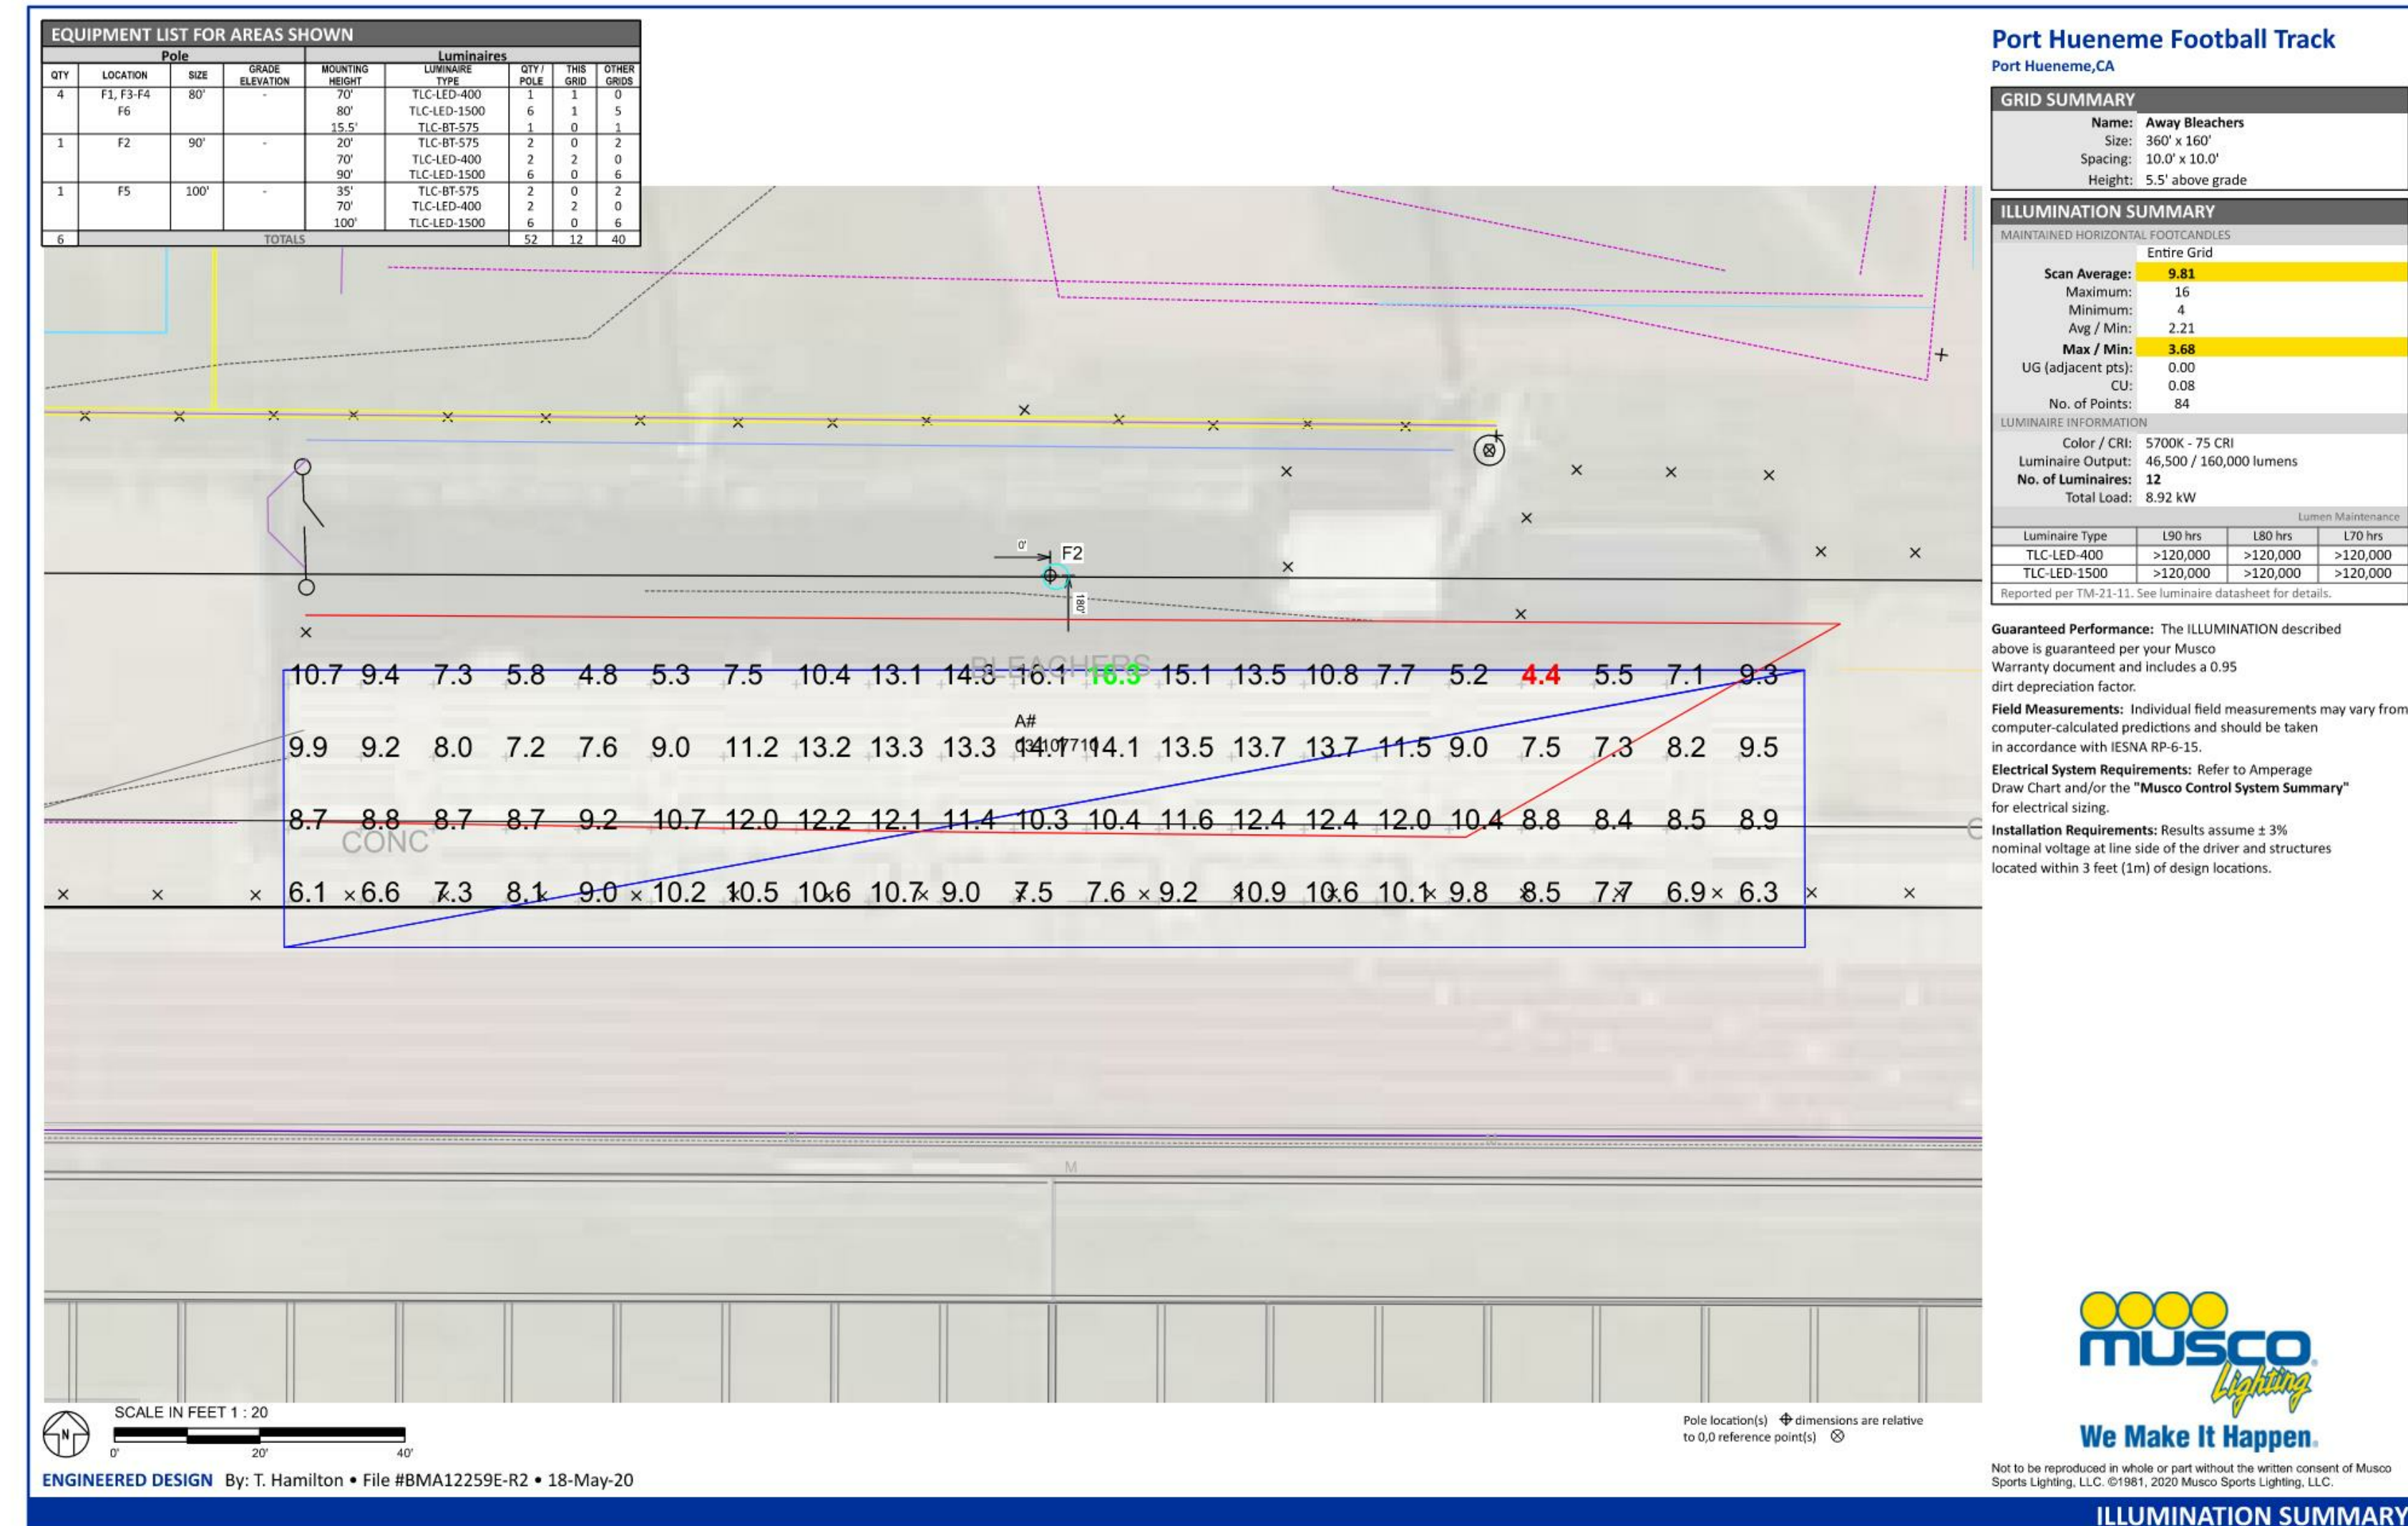 EQUIPMENT LIST FOR AREAS SHOWN
Pole Luminaires
QTY LOCATION SIZE GRADE ELEVATION MOUNTING HEIGHT LUMINAIRE TYPE QTY / POLE THIS GRID OTHER GRIDS
4 F1, F3-F4 80' - 70' TLC-LED-400 1 1 0
F6 80' TLC-LED-1500 6 1 5
15.5' TLC-BT-575 1 0 1
1 F2 90' - 20' TLC-BT-575 2 0 2
70' TLC-LED-400 2 2 0
90' TLC-LED-1500 6 0 6
1 F5 100' - 35' TLC-BT-575 2 0 2
70' TLC-LED-400 2 2 0
100' TLC-LED-1500 6 0 6
6 TOTALS 52 12 40
Port Hueneme Football Track
Port Hueneme,CA
GRID SUMMARY
Name: Away Bleachers
Size: 360' x 160'
Spacing: 10.0' x 10.0'
Height: 5.5' above grade
ILLUMINATION SUMMARY
MAINTAINED HORIZONTAL FOOTCANDLES
Entire Grid
Scan Average: 9.81
Maximum: 16
Minimum: 4
Avg / Min: 2.21
Max / Min: 3.68
UG (adjacent pts): 0.00
CU: 0.08
No. of Points: 84
LUMINAIRE INFORMATION
Color / CRI: 5700K - 75 CRI
Luminaire Output: 46,500 / 160,000 lumens
No. of Luminaires: 12
Total Load: 8.92 kW
Lumen Maintenance
Luminaire Type L90 hrs L80 hrs L70 hrs
TLC-LED-400 >120,000 >120,000 >120,000
TLC-LED-1500 >120,000 >120,000 >120,000
Reported per TM-21-11. See luminaire datasheet for details.
Guaranteed Performance: The ILLUMINATION described
above is guaranteed per your Musco
Warranty document and includes a 0.95
dirt depreciation factor.
Field Measurements: Individual field measurements may vary from
computer-calculated predictions and should be taken
in accordance with IESNA RP-6-15.
Electrical System Requirements: Refer to Amperage
Draw Chart and/or the "Musco Control System Summary"
for electrical sizing.
Installation Requirements: Results assume ± 3%
nominal voltage at line side of the driver and structures
located within 3 feet (1m) of design locations.
0' F2
180'
BLEACHERS
10.7 9.4 7.3 5.8 4.8 5.3 7.5 10.4 13.1 14.8 16.1 16.3 15.1 13.5 10.8 7.7 5.2 4.4 5.5 7.1 9.3
A#
9.9 9.2 8.0 7.2 7.6 9.0 11.2 13.2 13.3 13.3 14.1 14.1 13.5 13.7 13.7 11.5 9.0 7.5 7.3 8.2 9.5
8.7 8.8 8.7 8.7 9.2 10.7 12.0 12.2 12.1 11.4 10.3 10.4 11.6 12.4 12.4 12.0 10.4 8.8 8.4 8.5 8.9
CONC
6.1 6.6 7.3 8.1 9.0 10.2 10.5 10.6 10.7 9.0 7.5 7.6 9.2 10.9 10.6 10.1 9.8 8.5 7.7 6.9 6.3
M
SCALE IN FEET 1 : 20
0' 20' 40'
N
Pole location(s) dimensions are relative
to 0,0 reference point(s)
ENGINEERED DESIGN By: T. Hamilton • File #BMA12259E-R2 • 18-May-20
musco
Lighting
We Make It Happen.
Not to be reproduced in whole or part without the written consent of Musco
Sports Lighting, LLC. ©1981, 2020 Musco Sports Lighting, LLC.
ILLUMINATION SUMMARY